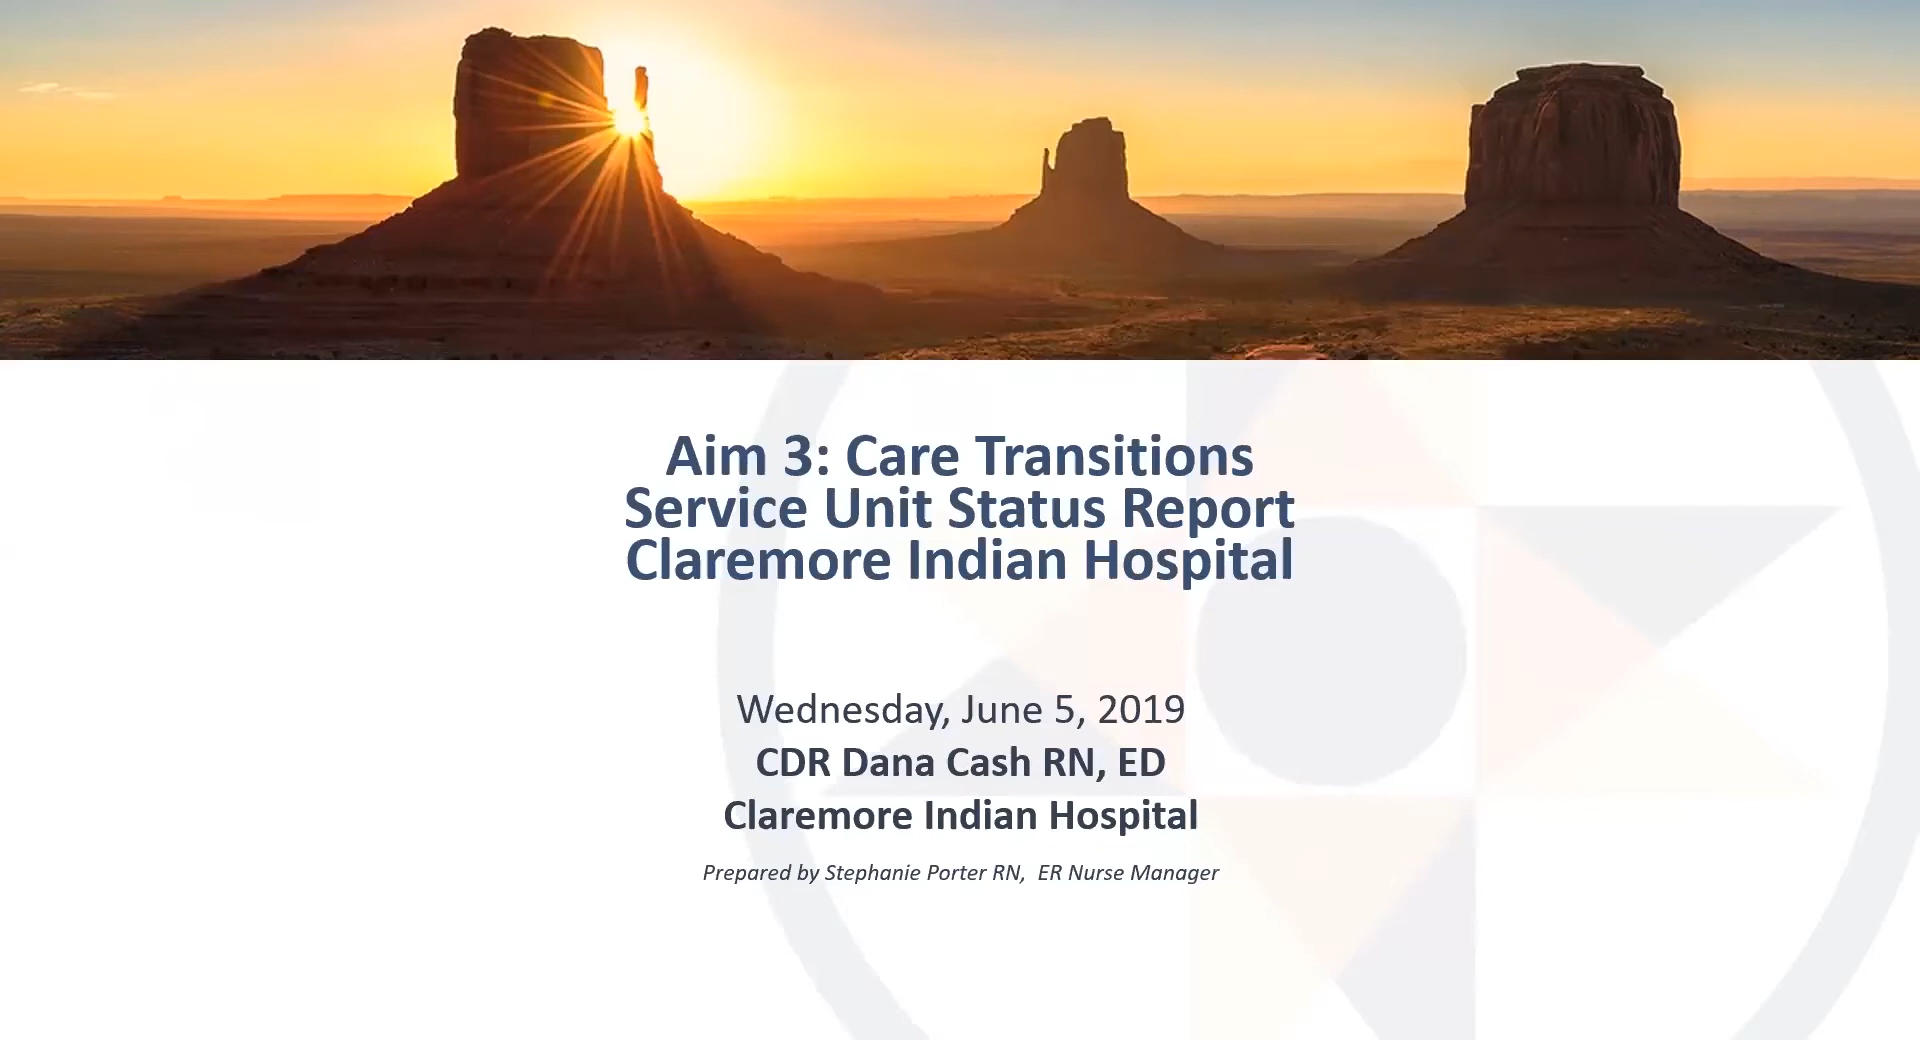 Aim 3: Care Transitions
Service Unit Status Report
Claremore Indian Hospital
Wednesday, June 5, 2019
CDR Dana Cash RN, ED
Claremore Indian Hospital
Prepared by Stephanie Porter RN,  ER Nurse Manager